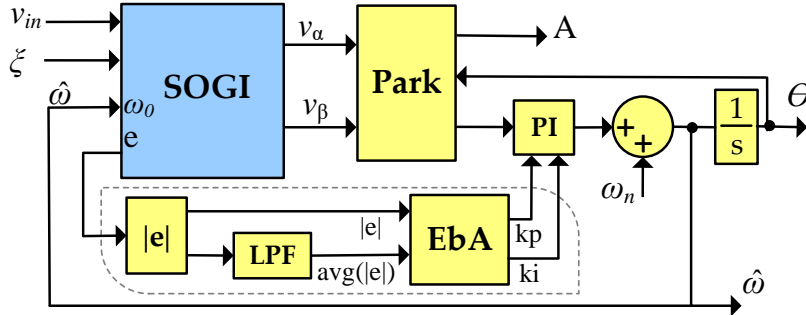 v_in
ξ
ω̂
ω_0
e
SOGI
v_α
v_β
Park
A
PI
+
+
ω_n
1
s
Θ
|e|
LPF
|e|
avg(|e|)
EbA
kp
ki
ω̂